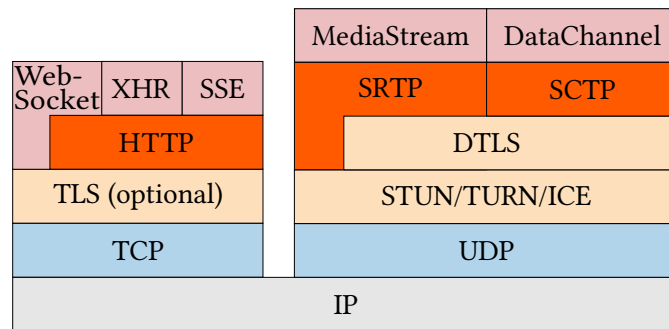 MediaStream DataChannel
Web-
Socket XHR SSE SRTP SCTP
HTTP DTLS
TLS (optional) STUN/TURN/ICE
TCP UDP
IP